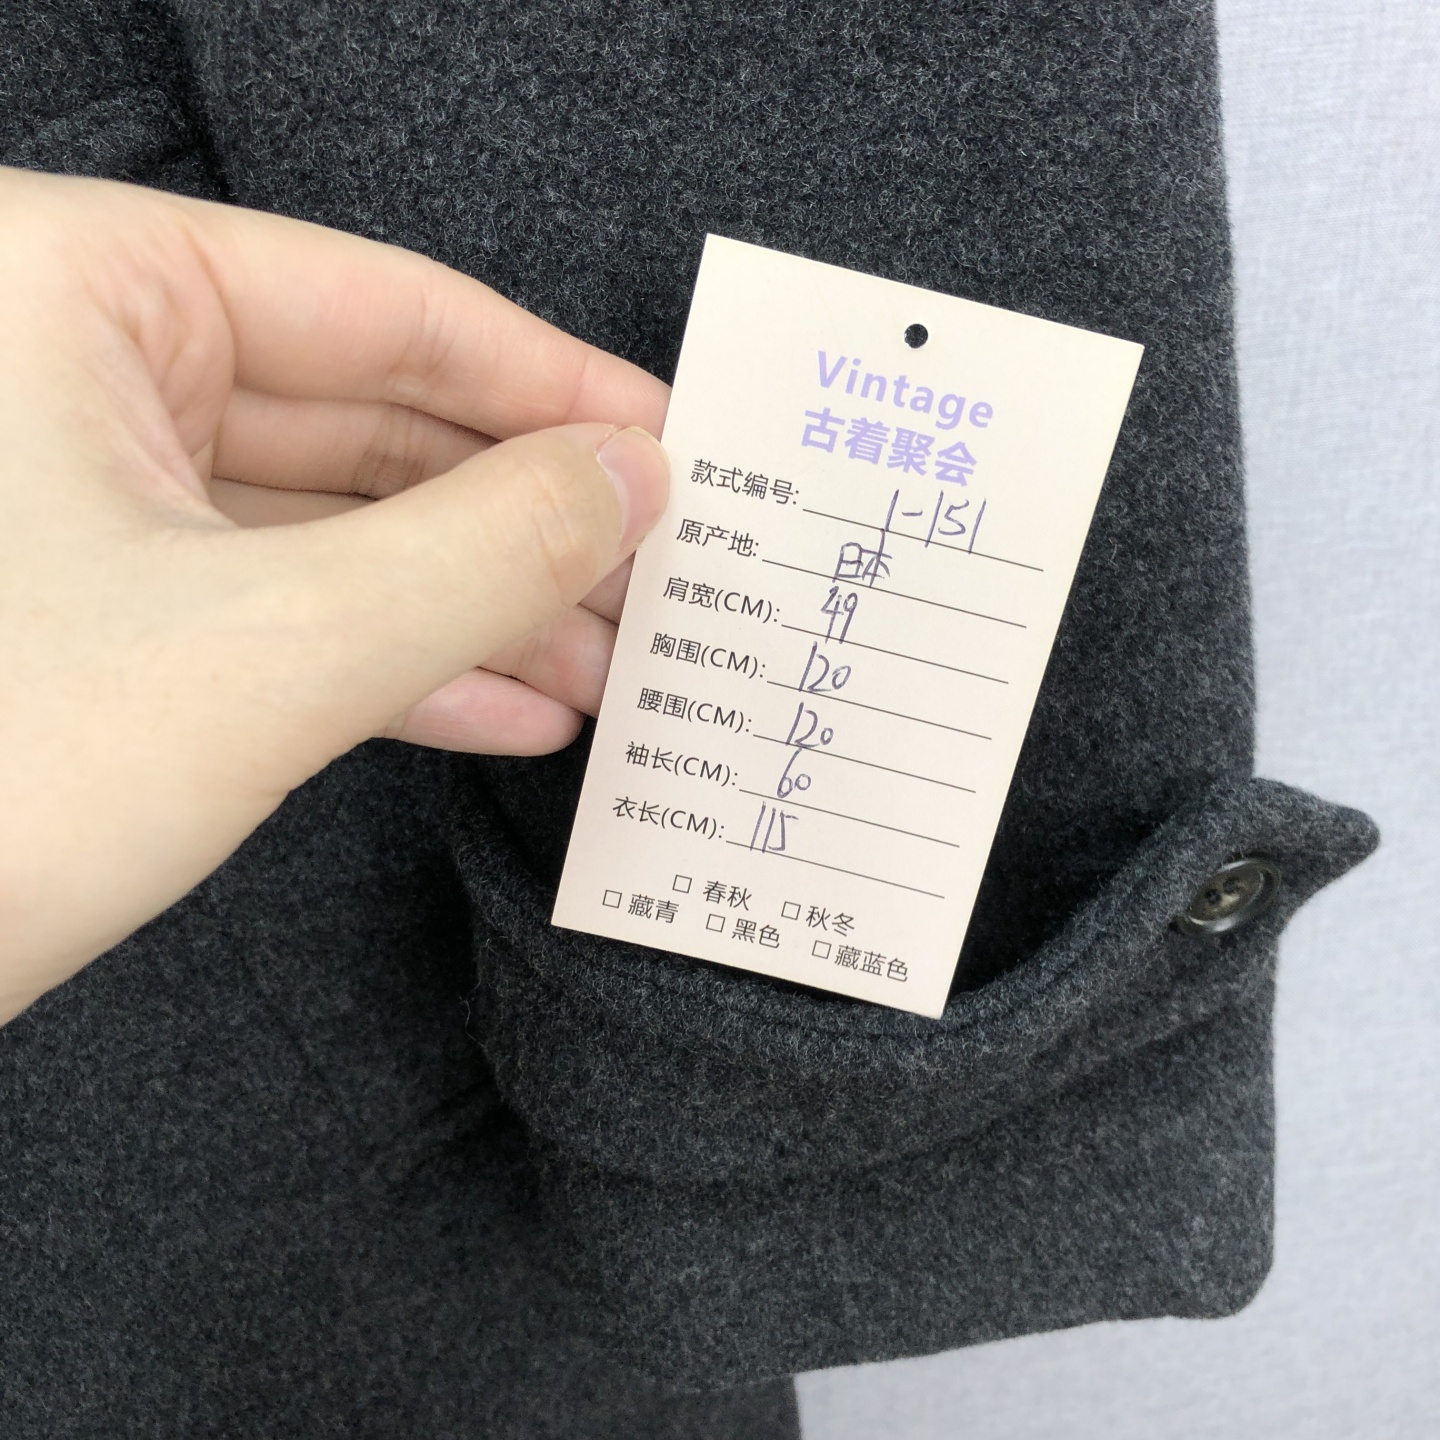 Vintage
古着聚会
款式编号: 1-151
原产地: 日本
肩宽(CM): 49
胸围(CM): 120
腰围(CM): 120
袖长(CM): 60
衣长(CM): 115
□ 春秋 □ 秋冬
□ 藏青 □ 黑色 □ 藏蓝色